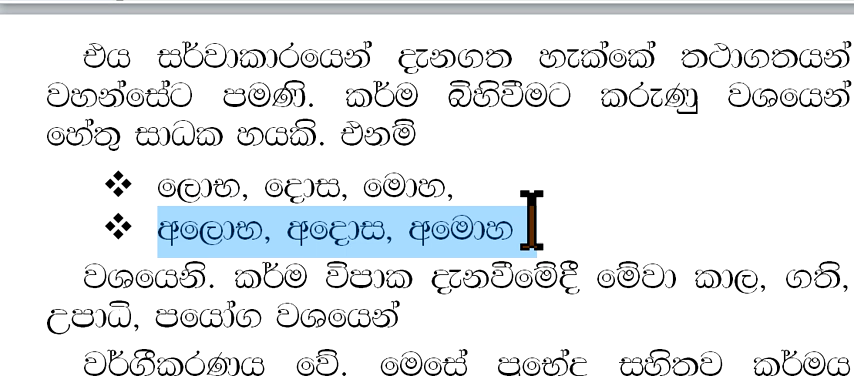 එය සර්වාකාරයෙන් දැනගත හැක්කේ තථාගතයන්
වහන්සේට පමණි. කර්ම බිහිවීමට කරුණු වශයෙන්
හේතු සාධක හයකි. එනම්
❖ ලොභ, දොස, මොහ,
❖ අලොභ, අදොස, අමොහ
වශයෙනි. කර්ම විපාක දැනවීමේදී මේවා කාල, ගති,
උපාධි, පයෝග වශයෙන්
වර්ගීකරණය වේ. මෙසේ ප්‍රභේද සහිතව කර්මය